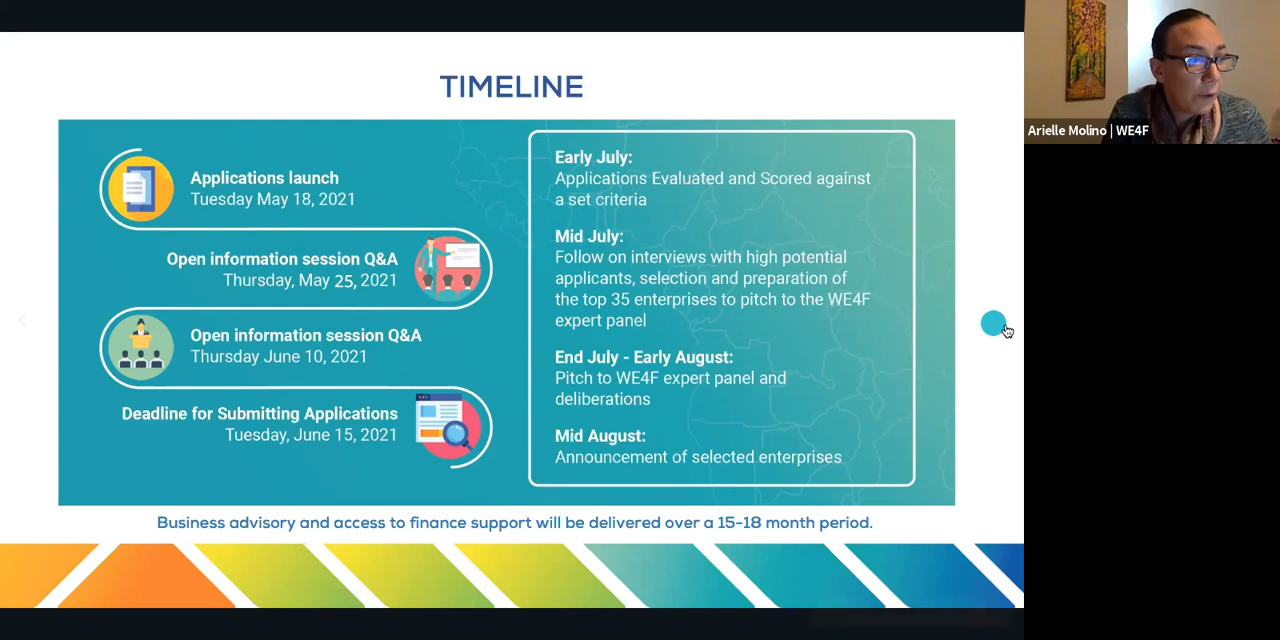 TIMELINE
Applications launch
Tuesday May 18, 2021
Open information session Q&A
Thursday, May 25, 2021
Open information session Q&A
Thursday June 10, 2021
Deadline for Submitting Applications
Tuesday, June 15, 2021
Early July:
Applications Evaluated and Scored against
a set criteria
Mid July:
Follow on interviews with high potential
applicants, selection and preparation of
the top 35 enterprises to pitch to the WE4F
expert panel
End July - Early August:
Pitch to WE4F expert panel and
deliberations
Mid August:
Announcement of selected enterprises
Business advisory and access to finance support will be delivered over a 15-18 month period.
Arielle Molino | WE4F